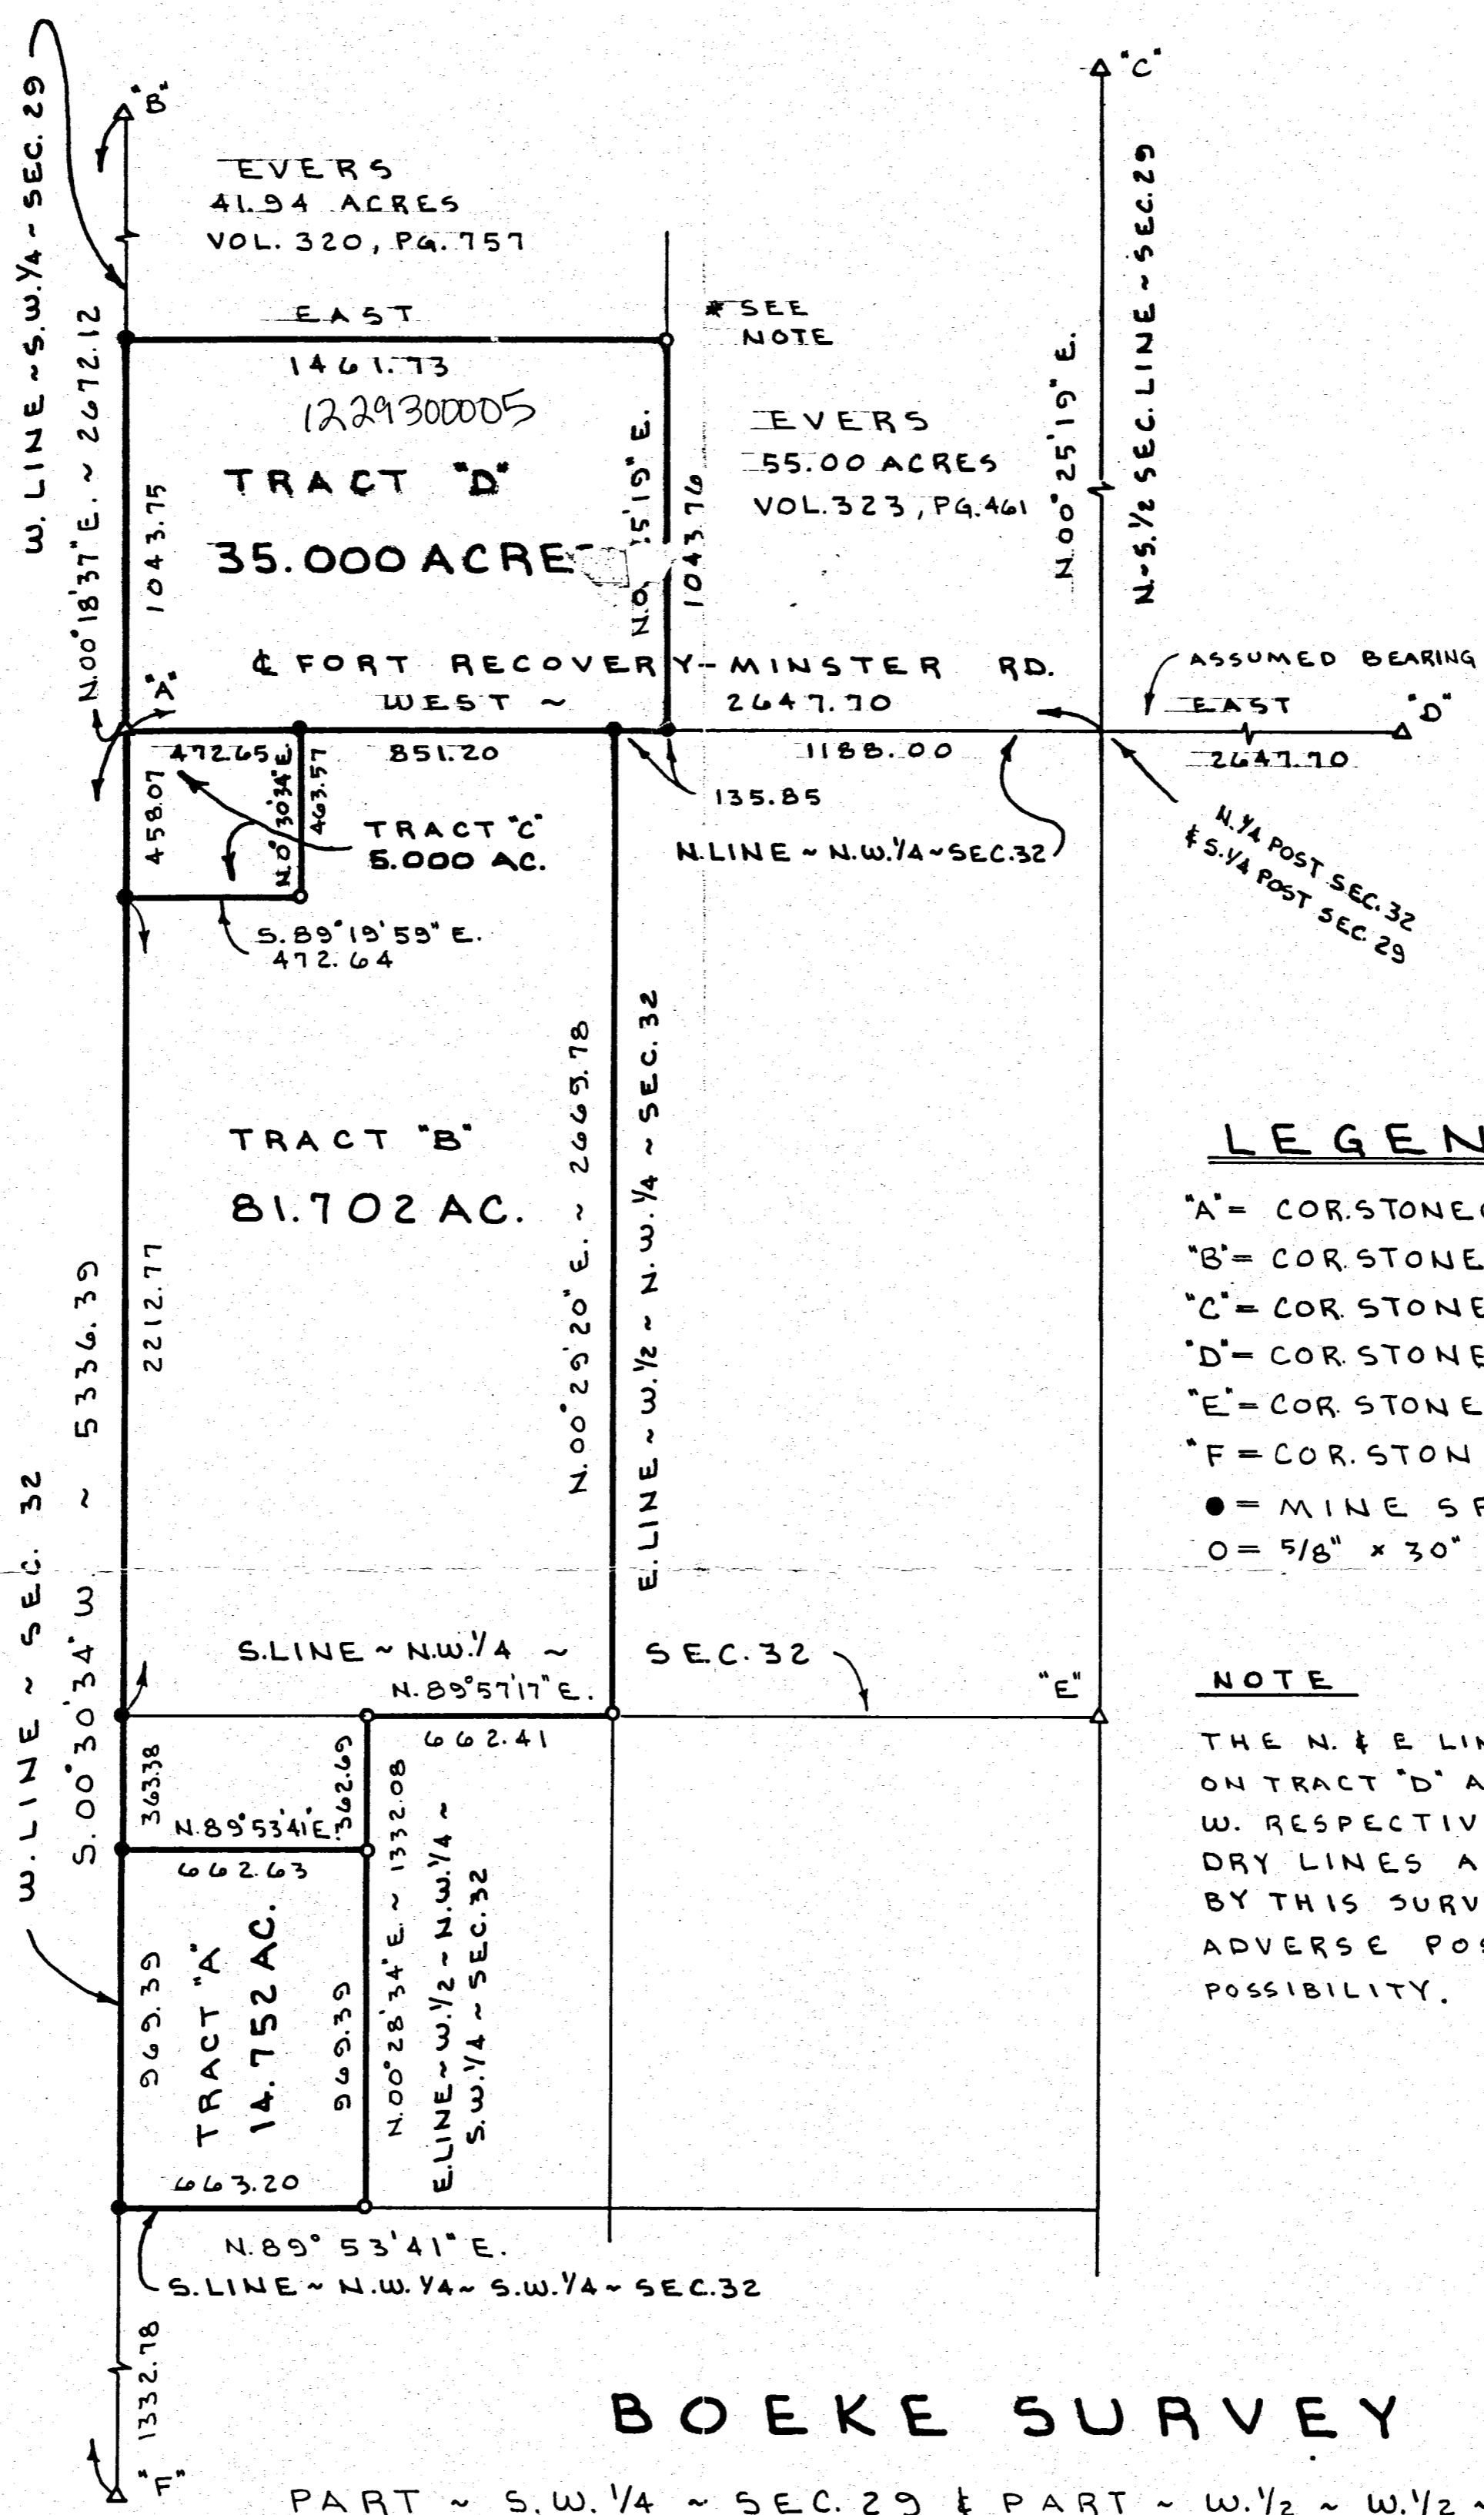 W. LINE ~ S.W. 1/4 ~ SEC. 29
"B"
"C"
EVERS
41.94 ACRES
VOL. 320, PG. 757
N.~S. 1/2 SEC. LINE ~ SEC. 29
N.00°18'37"E. ~ 2672.12
EAST
1461.73
* SEE
NOTE
1229300005
TRACT "D"
35.000 ACRE
1043.75
N.0 5'19" E.
1043.76
EVERS
55.00 ACRES
VOL. 323, PG. 461
N.00°25'19" E.
"A"
℄ FORT RECOVERY-MINSTER RD.
WEST ~ 2647.70
ASSUMED BEARING
EAST
"D"
2647.70
472.65
851.20
1188.00
135.85
458.07
N.0°30'34"E.
463.57
TRACT "C"
5.000 AC.
N.LINE ~ N.W.1/4 ~ SEC.32
N.1/4 POST SEC.32
& S.1/4 POST SEC.29
S.89°19'59" E.
472.64
TRACT "B"
81.702 AC.
N.00°29'20" E. ~ 2665.78
E.LINE ~ W.1/2 ~ N.W.1/4 ~ SEC.32
2212.77
S.00°30'34" W. ~ 5336.39
W.LINE ~ SEC. 32
LEGEN
"A" = COR.STONE
"B" = COR. STONE
"C" = COR. STONE
"D" = COR. STONE
"E" = COR. STONE
"F = COR. STON
● = MINE SP
O = 5/8" x 30"
S.LINE ~ N.W.1/4 ~ SEC.32
N.89°57'17" E.
662.41
"E"
363.38
362.69
N.89°53'41"E.
662.63
N.00°28'34" E. ~ 1332.08
E.LINE ~ W.1/2 ~ N.W.1/4 ~
S.W.1/4 ~ SEC.32
969.39
TRACT "A"
14.752 AC.
969.39
663.20
NOTE
THE N. & E LIN
ON TRACT "D" A
W. RESPECTIV
DRY LINES A
BY THIS SURV
ADVERSE POS
POSSIBILITY.
N.89° 53'41" E.
S.LINE ~ N.W.1/4 ~ S.W.1/4 ~ SEC.32
1332.78
"F"
BOEKE SURVEY
PART ~ S.W. 1/4 ~ SEC. 29 & PART ~ W.1/2 ~ W.1/2